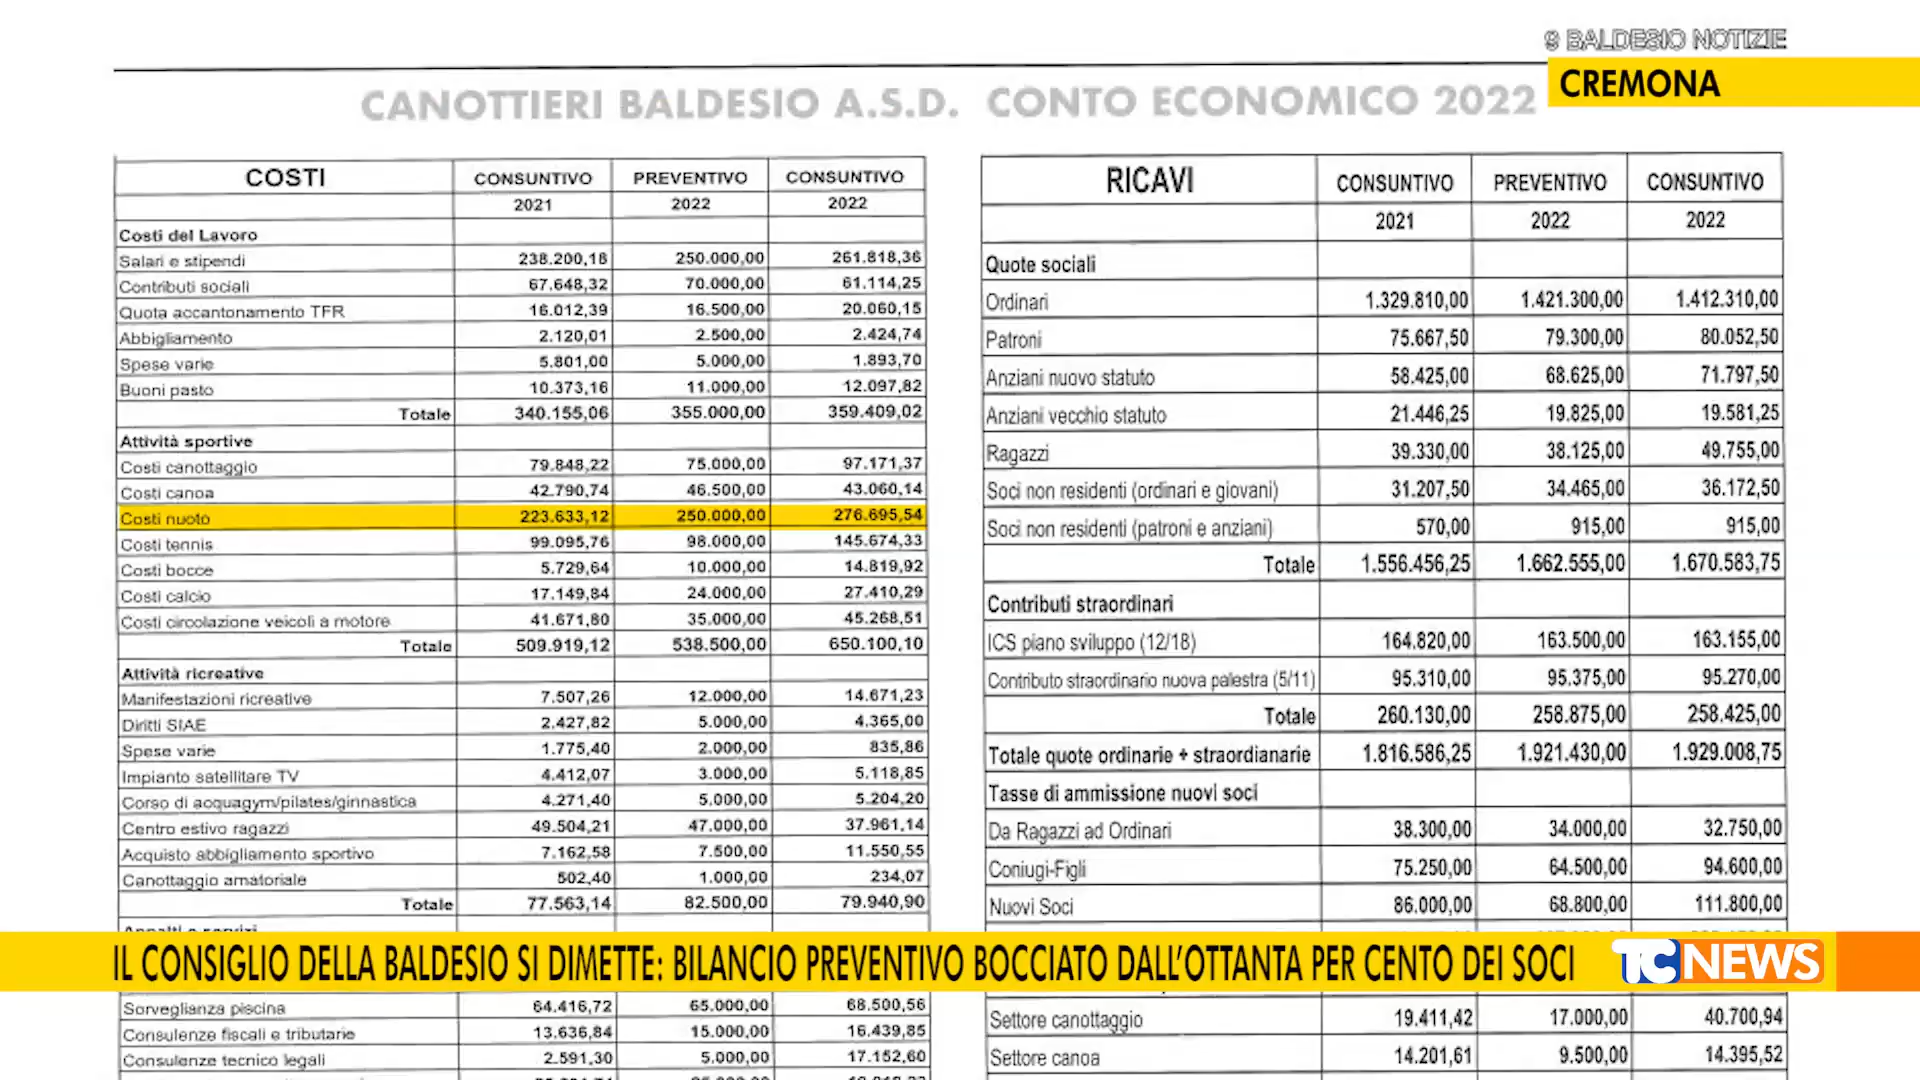 9 BALDESIO NOTIZIE
CREMONA
CANOTTIERI BALDESIO A.S.D. CONTO ECONOMICO 2022
COSTI CONSUNTIVO PREVENTIVO CONSUNTIVO
2021 2022 2022
Costi del Lavoro
Salari e stipendi 238.200,18 250.000,00 261.818,36
Contributi sociali 67.648,32 70.000,00 61.114,25
Quota accantonamento TFR 16.012,39 16.500,00 20.060,15
Abbigliamento 2.120,01 2.500,00 2.424,74
Spese varie 5.801,00 5.000,00 1.893,70
Buoni pasto 10.373,16 11.000,00 12.097,82
Totale 340.155,06 355.000,00 359.409,02
Attività sportive
Costi canottaggio 79.848,22 75.000,00 97.171,37
Costi canoa 42.790,74 46.500,00 43.060,14
Costi nuoto 223.633,12 250.000,00 276.695,54
Costi tennis 99.095,76 98.000,00 145.674,33
Costi bocce 5.729,64 10.000,00 14.819,92
Costi calcio 17.149,84 24.000,00 27.410,29
Costi circolazione veicoli a motore 41.671,80 35.000,00 45.268,51
Totale 509.919,12 538.500,00 650.100,10
Attività ricreative
Manifestazioni ricreative 7.507,26 12.000,00 14.671,23
Diritti SIAE 2.427,82 5.000,00 4.365,00
Spese varie 1.775,40 2.000,00 835,86
Impianto satellitare TV 4.412,07 3.000,00 5.118,85
Corso di acquagym/pilates/ginnastica 4.271,40 5.000,00 5.204,20
Centro estivo ragazzi 49.504,21 47.000,00 37.961,14
Acquisto abbigliamento sportivo 7.162,58 7.500,00 11.550,55
Canottaggio amatoriale 502,40 1.000,00 234,07
Totale 77.563,14 82.500,00 79.940,90
Sorveglianza piscina 64.416,72 65.000,00 68.500,56
Consulenze fiscali e tributarie 13.636,84 15.000,00 16.439,85
Consulenze tecnico legali 2.591,30 5.000,00 17.152,60
RICAVI CONSUNTIVO PREVENTIVO CONSUNTIVO
2021 2022 2022
Quote sociali
Ordinari 1.329.810,00 1.421.300,00 1.412.310,00
Patroni 75.667,50 79.300,00 80.052,50
Anziani nuovo statuto 58.425,00 68.625,00 71.797,50
Anziani vecchio statuto 21.446,25 19.825,00 19.581,25
Ragazzi 39.330,00 38.125,00 49.755,00
Soci non residenti (ordinari e giovani) 31.207,50 34.465,00 36.172,50
Soci non residenti (patroni e anziani) 570,00 915,00 915,00
Totale 1.556.456,25 1.662.555,00 1.670.583,75
Contributi straordinari
ICS piano sviluppo (12/18) 164.820,00 163.500,00 163.155,00
Contributo straordinario nuova palestra (5/11) 95.310,00 95.375,00 95.270,00
Totale 260.130,00 258.875,00 258.425,00
Totale quote ordinarie + straordianarie 1.816.586,25 1.921.430,00 1.929.008,75
Tasse di ammissione nuovi soci
Da Ragazzi ad Ordinari 38.300,00 34.000,00 32.750,00
Coniugi-Figli 75.250,00 64.500,00 94.600,00
Nuovi Soci 86.000,00 68.800,00 111.800,00
Settore canottaggio 19.411,42 17.000,00 40.700,94
Settore canoa 14.201,61 9.500,00 14.395,52
IL CONSIGLIO DELLA BALDESIO SI DIMETTE: BILANCIO PREVENTIVO BOCCIATO DALL'OTTANTA PER CENTO DEI SOCI
TC NEWS